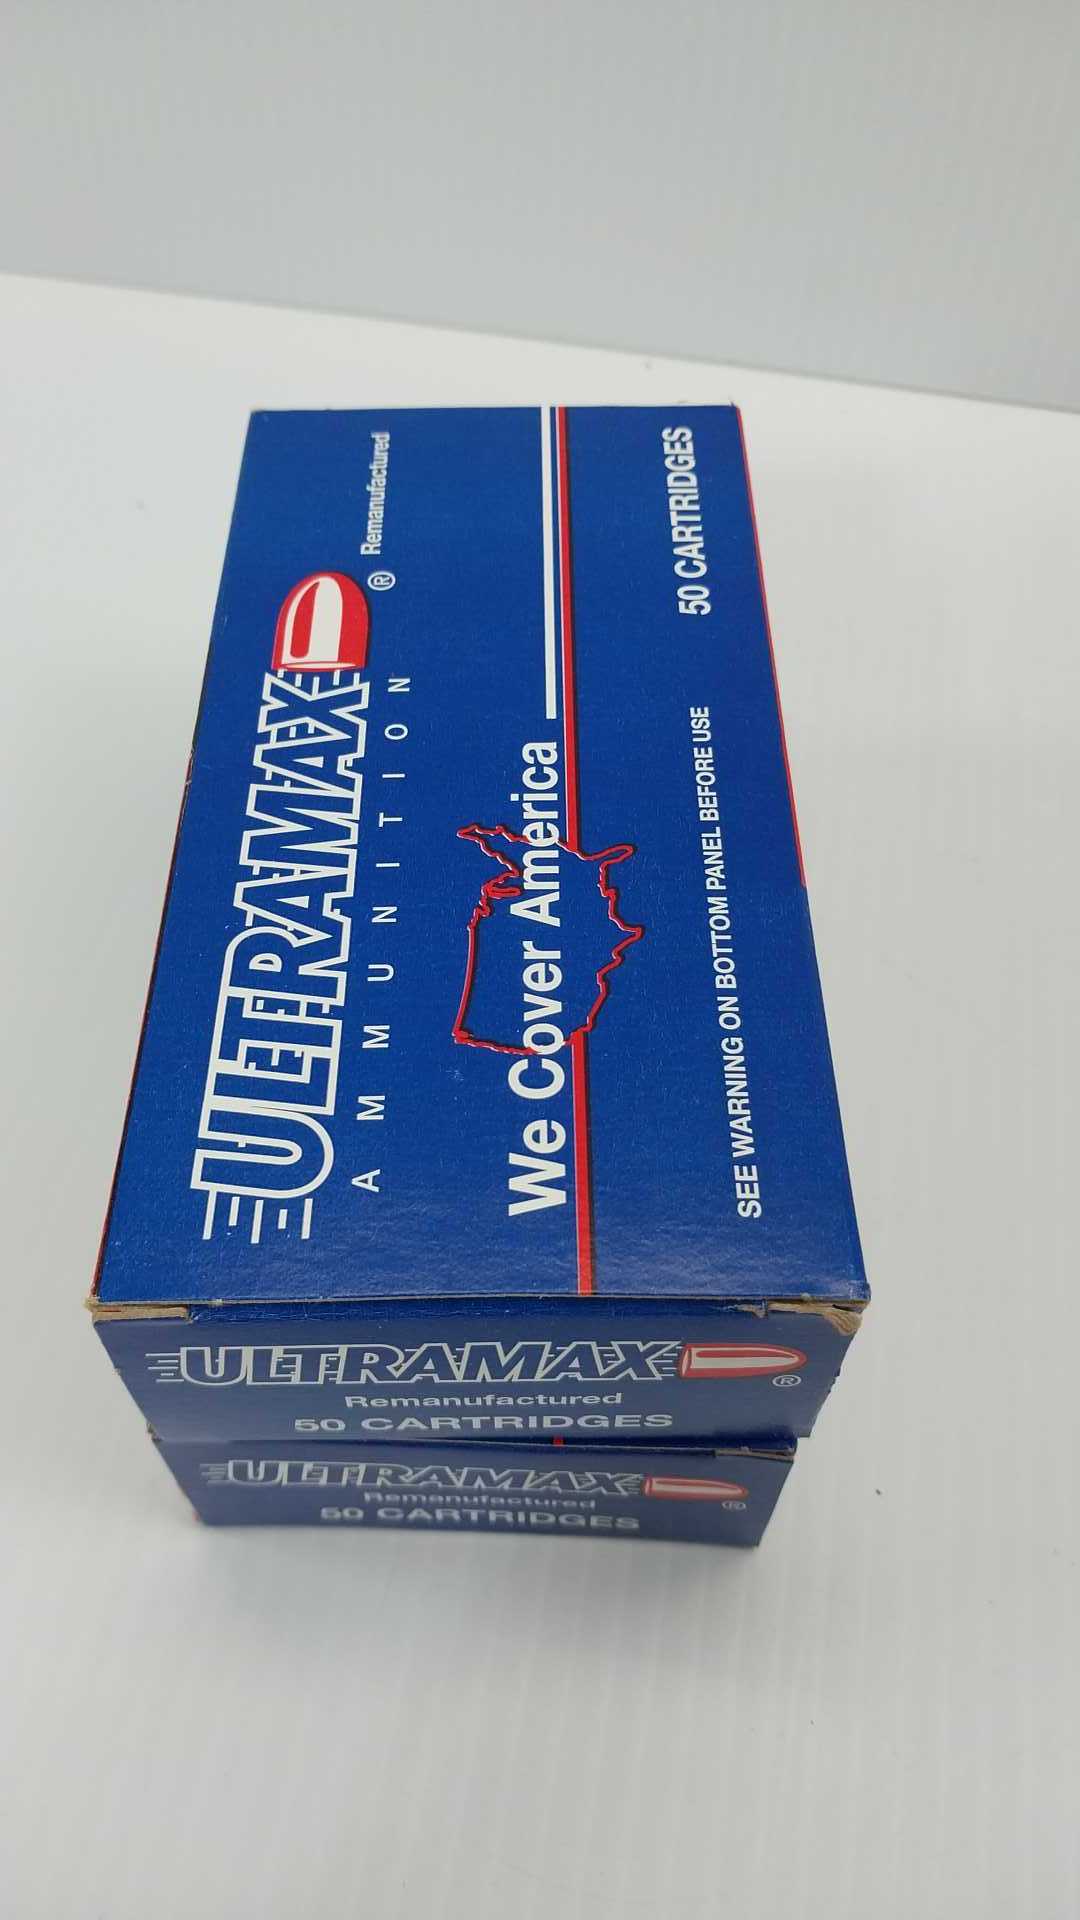 ULTRAMAX ®
Remanufactured
AMMUNITION
We Cover America
SEE WARNING ON BOTTOM PANEL BEFORE USE
50 CARTRIDGES
ULTRAMAX ®
Remanufactured
50 CARTRIDGES
ULTRAMAX ®
Remanufactured
50 CARTRIDGES